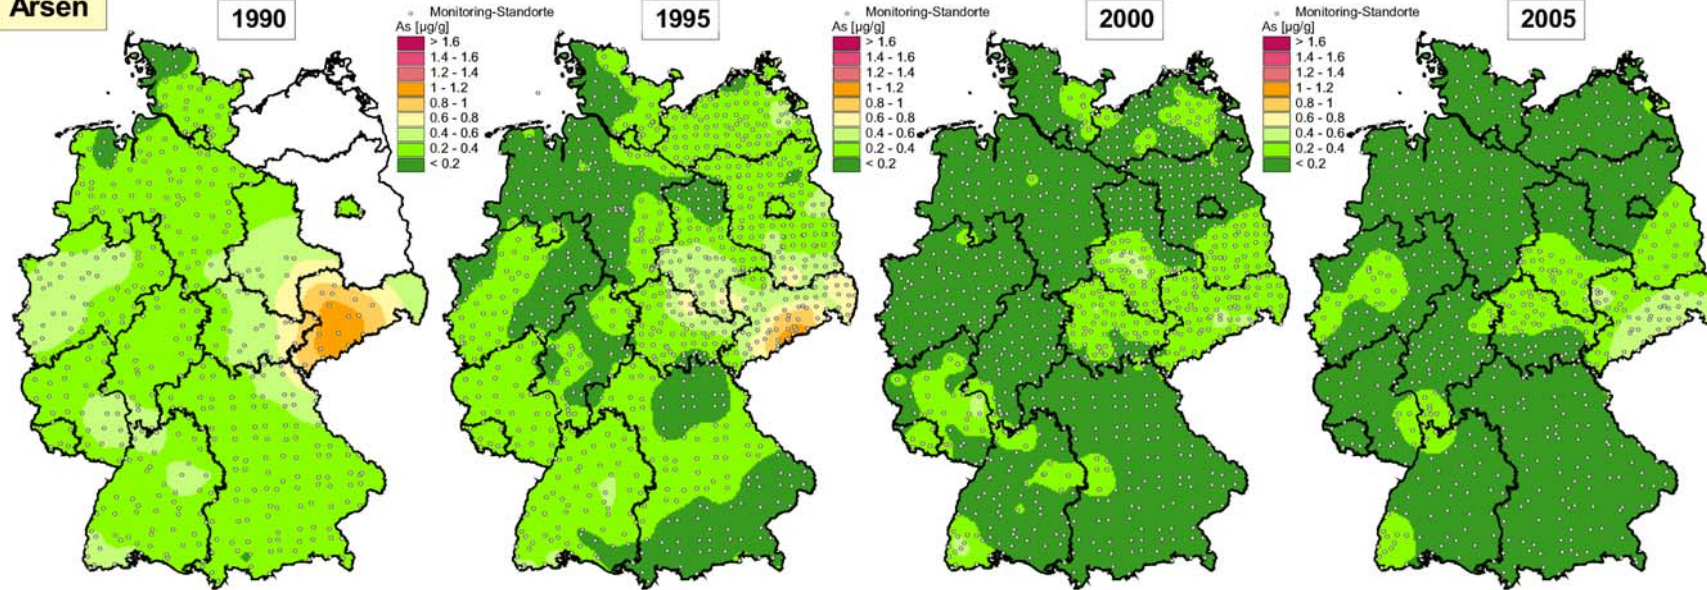 Arsen
1990
Monitoring-Standorte
As [µg/g]
> 1.6
1.4 - 1.6
1.2 - 1.4
1 - 1.2
0.8 - 1
0.6 - 0.8
0.4 - 0.6
0.2 - 0.4
< 0.2
1995
Monitoring-Standorte
As [µg/g]
> 1.6
1.4 - 1.6
1.2 - 1.4
1 - 1.2
0.8 - 1
0.6 - 0.8
0.4 - 0.6
0.2 - 0.4
< 0.2
2000
Monitoring-Standorte
As [µg/g]
> 1.6
1.4 - 1.6
1.2 - 1.4
1 - 1.2
0.8 - 1
0.6 - 0.8
0.4 - 0.6
0.2 - 0.4
< 0.2
2005